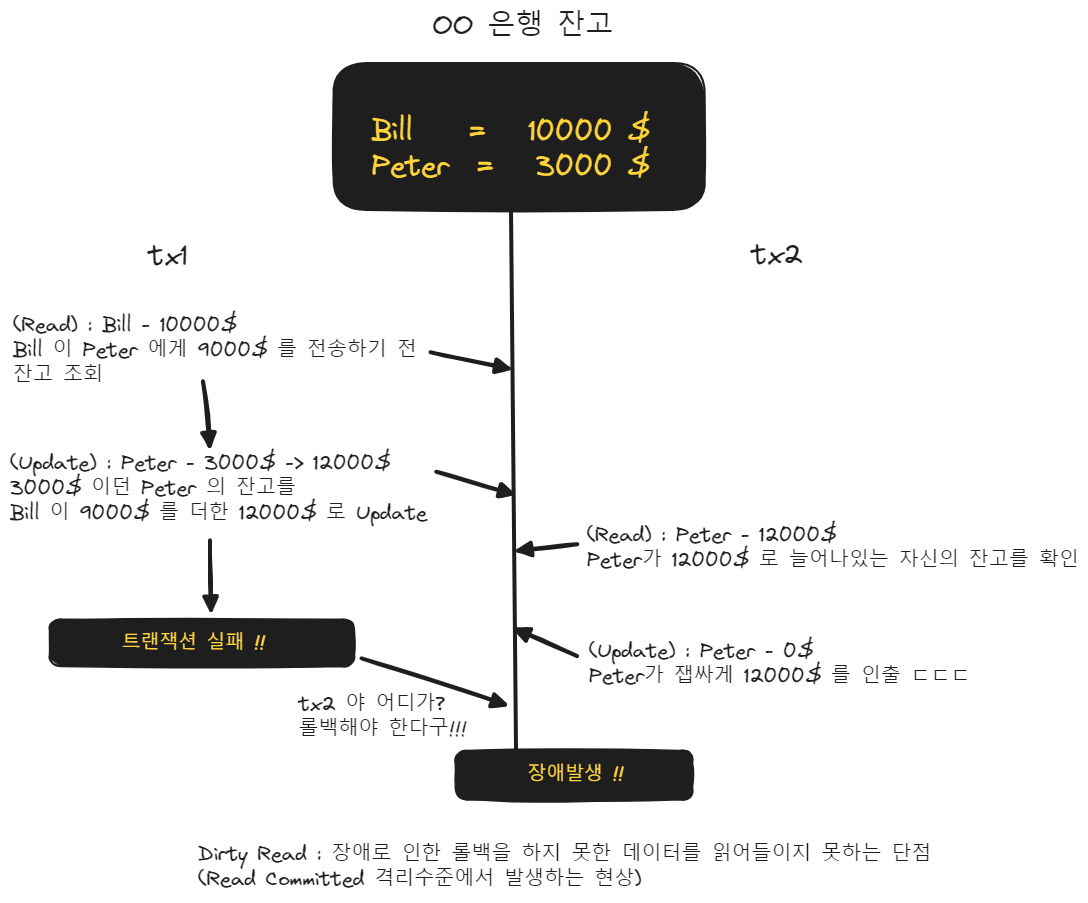 OO 은행 잔고
Bill = 10000 $
Peter = 3000 $
tx1
tx2
(Read) : Bill - 10000$
Bill 이 Peter 에게 9000$ 를 전송하기 전
잔고 조회
(Update) : Peter - 3000$ -> 12000$
3000$ 이던 Peter 의 잔고를
Bill 이 9000$ 를 더한 12000$ 로 Update
(Read) : Peter - 12000$
Peter가 12000$ 로 늘어나있는 자신의 잔고를 확인
트랜잭션 실패 !!
(Update) : Peter - 0$
Peter가 잽싸게 12000$ 를 인출 ㄷㄷㄷ
tx2 야 어디가?
롤백해야 한다구!!!
장애발생 !!
Dirty Read : 장애로 인한 롤백을 하지 못한 데이터를 읽어들이지 못하는 단점
(Read Committed 격리수준에서 발생하는 현상)